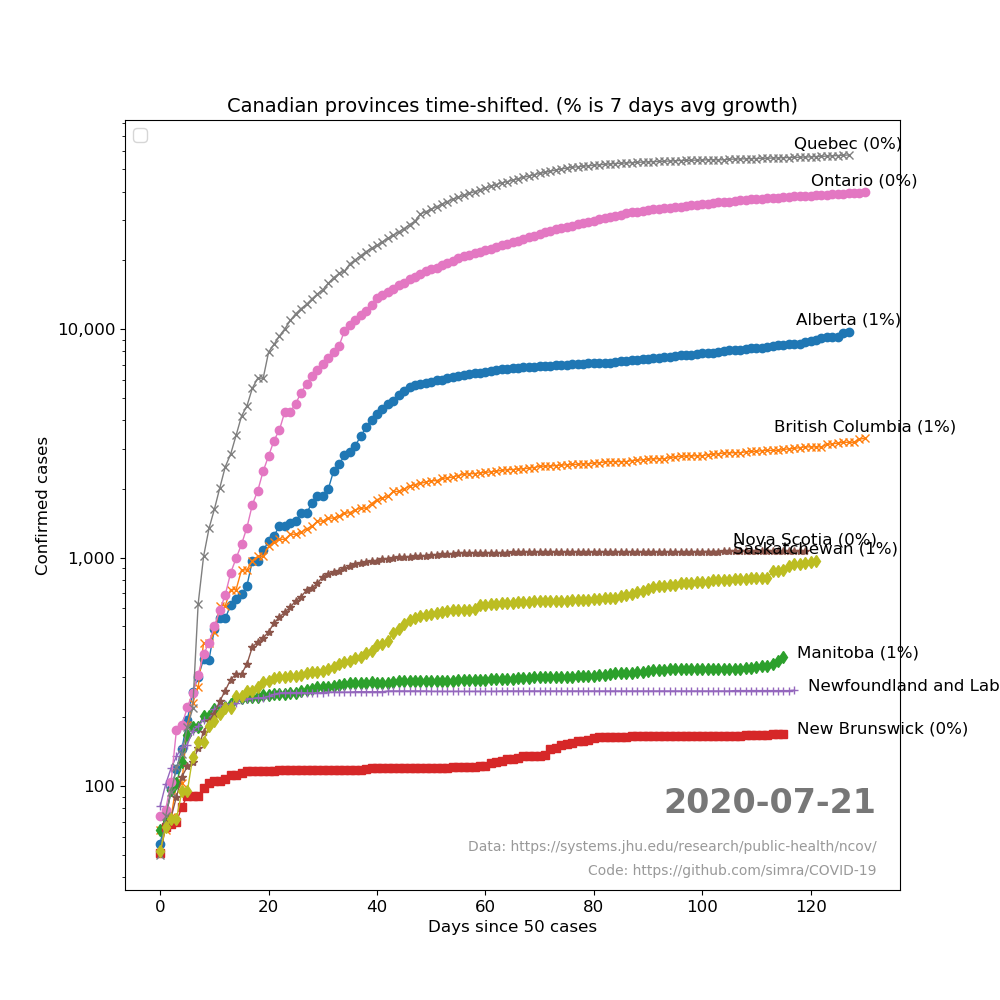 Canadian provinces time-shifted. (% is 7 days avg growth)
Quebec (0%)
Ontario (0%)
Alberta (1%)
British Columbia (1%)
Nova Scotia (0%)
Saskatchewan (1%)
Manitoba (1%)
Newfoundland and Lab
New Brunswick (0%)
Confirmed cases
10,000
1,000
100
2020-07-21
Data: https://systems.jhu.edu/research/public-health/ncov/
Code: https://github.com/simra/COVID-19
0 20 40 60 80 100 120
Days since 50 cases